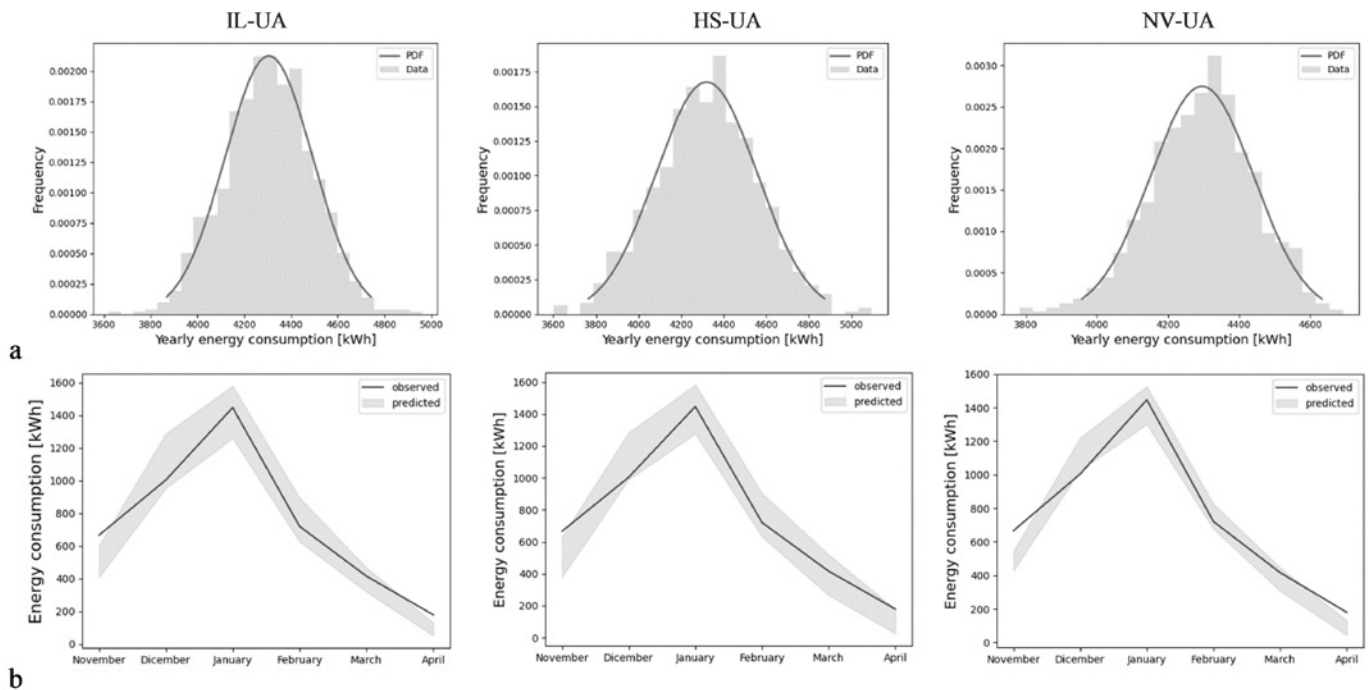 IL-UA
HS-UA
NV-UA
PDF
Data
0.00200
0.00175
0.00150
0.00125
0.00100
0.00075
0.00050
0.00025
0.00000
Frequency
3600 3800 4000 4200 4400 4600 4800 5000
Yearly energy consumption [kWh]
PDF
Data
0.00175
0.00150
0.00125
0.00100
0.00075
0.00050
0.00025
0.00000
Frequency
3600 3800 4000 4200 4400 4600 4800 5000
Yearly energy consumption [kWh]
PDF
Data
0.0030
0.0025
0.0020
0.0015
0.0010
0.0005
0.0000
Frequency
3800 4000 4200 4400 4600
Yearly energy consumption [kWh]
a
observed
predicted
1600
1400
1200
1000
800
600
400
200
0
Energy consumption [kWh]
November Dicember January February March April
observed
predicted
1600
1400
1200
1000
800
600
400
200
0
Energy consumption [kWh]
November Dicember January February March April
observed
predicted
1600
1400
1200
1000
800
600
400
200
0
Energy consumption [kWh]
November Dicember January February March April
b